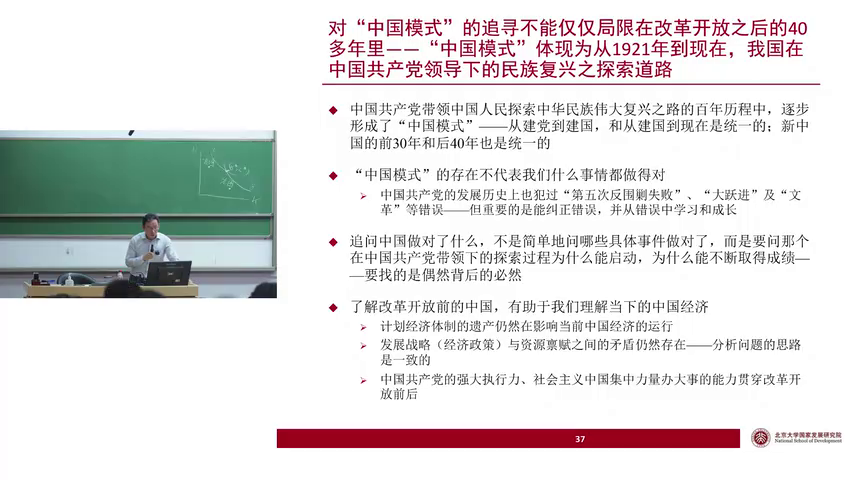 对“中国模式”的追寻不能仅仅局限在改革开放之后的40
多年里——“中国模式”体现为从1921年到现在，我国在
中国共产党领导下的民族复兴之探索道路
◆ 中国共产党带领中国人民探索中华民族伟大复兴之路的百年历程中，逐步
形成了“中国模式”——从建党到建国，和从建国到现在是统一的；新中
国的前30年和后40年也是统一的
◆ “中国模式”的存在不代表我们什么事情都做得对
➢ 中国共产党的发展历史上也犯过“第五次反围剿失败”、“大跃进”及“文
革”等错误——但重要的是能纠正错误，并从错误中学习和成长
◆ 追问中国做对了什么，不是简单地问哪些具体事件做对了，而是要问那个
在中国共产党带领下的探索过程为什么能启动，为什么能不断取得成绩—
—要找的是偶然背后的必然
◆ 了解改革开放前的中国，有助于我们理解当下的中国经济
➢ 计划经济体制的遗产仍然在影响当前中国经济的运行
➢ 发展战略（经济政策）与资源禀赋之间的矛盾仍然存在——分析问题的思路
是一致的
➢ 中国共产党的强大执行力、社会主义中国集中力量办大事的能力贯穿改革开
放前后
37
北京大学国家发展研究院
National School of Development